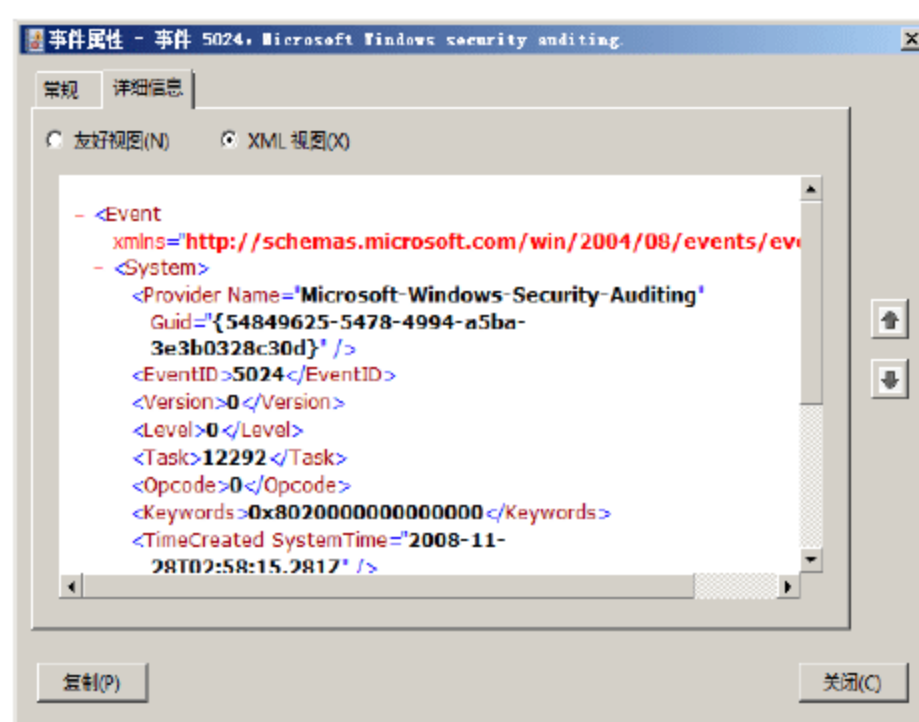 事件属性 - 事件 5024，Microsoft Windows security auditing.
常规 详细信息
友好视图(N) XML 视图(X)
- <Event
xmlns="http://schemas.microsoft.com/win/2004/08/events/eve
- <System>
<Provider Name="Microsoft-Windows-Security-Auditing"
Guid="{54849625-5478-4994-a5ba-
3e3b0328c30d}" />
<EventID>5024</EventID>
<Version>0</Version>
<Level>0</Level>
<Task>12292</Task>
<Opcode>0</Opcode>
<Keywords>0x8020000000000000</Keywords>
<TimeCreated SystemTime="2008-11-
28T02:58:15.281Z" />
复制(P) 关闭(C)